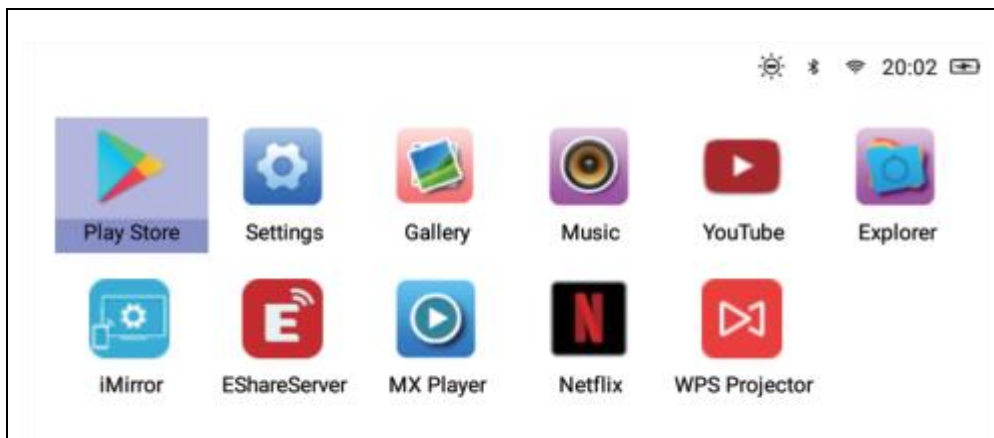 20:02
Play Store Settings Gallery Music YouTube Explorer
E N
iMirror EShareServer MX Player Netflix WPS Projector